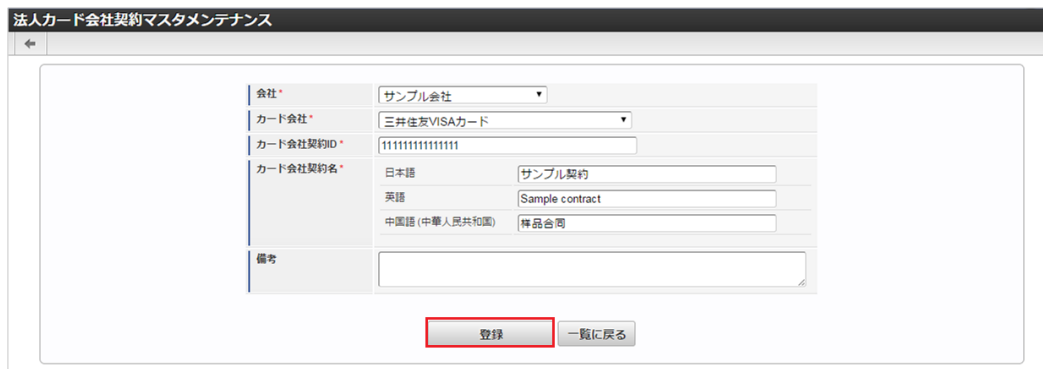 法人カード会社契約マスタメンテナンス
会社* サンプル会社
カード会社* 三井住友VISAカード
カード会社契約ID* 111111111111111
カード会社契約名* 日本語 サンプル契約
英語 Sample contract
中国語 (中華人民共和国) 样品合同
備考
登録 一覧に戻る